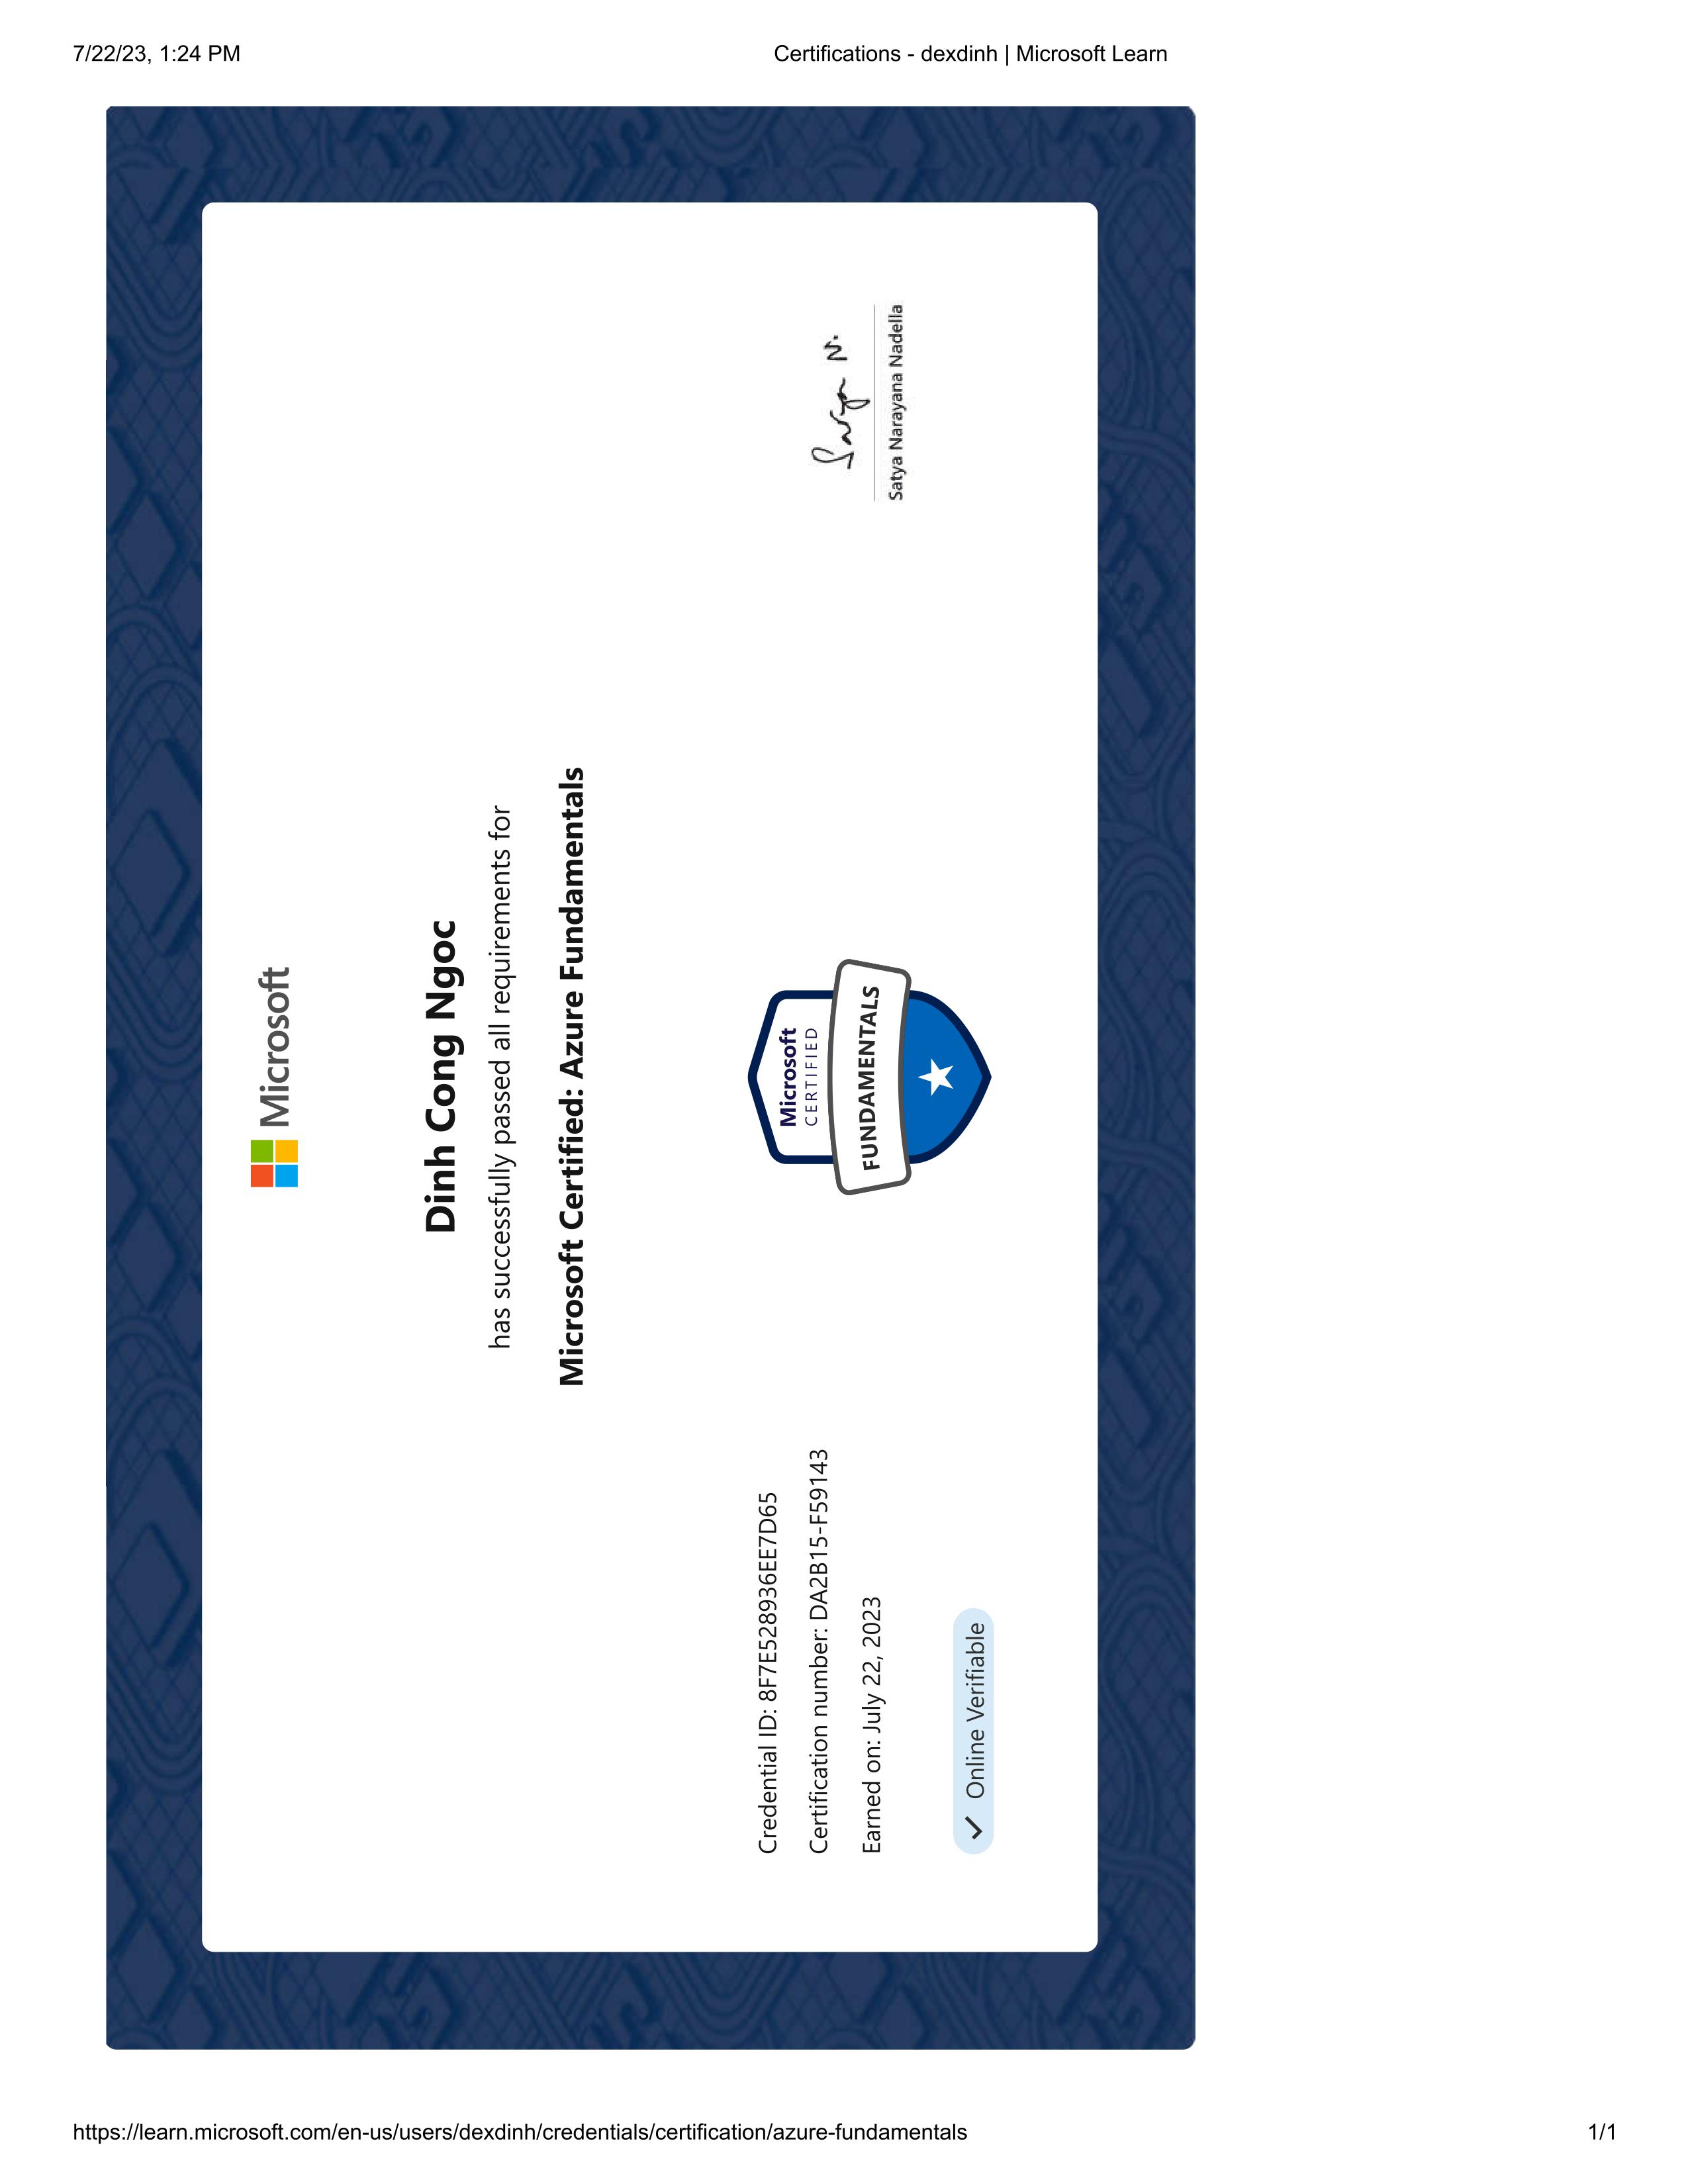 7/22/23, 1:24 PM
Certifications - dexdinh | Microsoft Learn
Microsoft
Dinh Cong Ngoc
has successfully passed all requirements for
Microsoft Certified: Azure Fundamentals
Credential ID: 8F7E528936EE7D65
Certification number: DA2B15-F59143
Earned on: July 22, 2023
Online Verifiable
Microsoft
CERTIFIED
FUNDAMENTALS
Satya N.
Satya Narayana Nadella
https://learn.microsoft.com/en-us/users/dexdinh/credentials/certification/azure-fundamentals
1/1